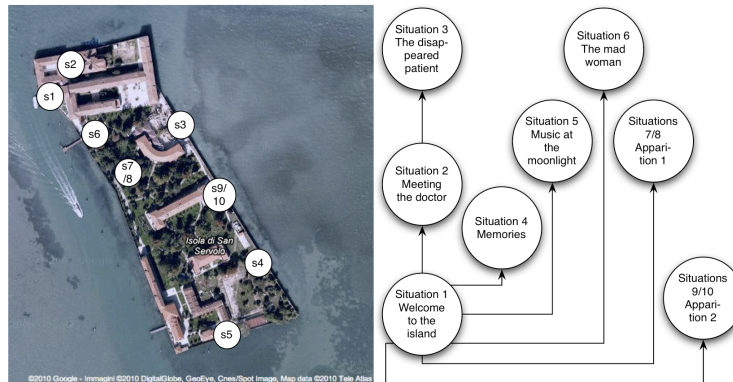 s2
s1
s3
s6
s7
/8
s9/
10
Isola di San
Servolo
s4
s5
©2010 Google - Immagini ©2010 DigitalGlobe, GeoEye, Cnes/Spot Image, Map data ©2010 Tele Atlas
Situation 3
The disap-
peared
patient
Situation 6
The mad
woman
Situation 5
Music at
the
moonlight
Situations
7/8
Appari-
tion 1
Situation 2
Meeting
the doctor
Situation 4
Memories
Situation 1
Welcome
to the
island
Situations
9/10
Appari-
tion 2